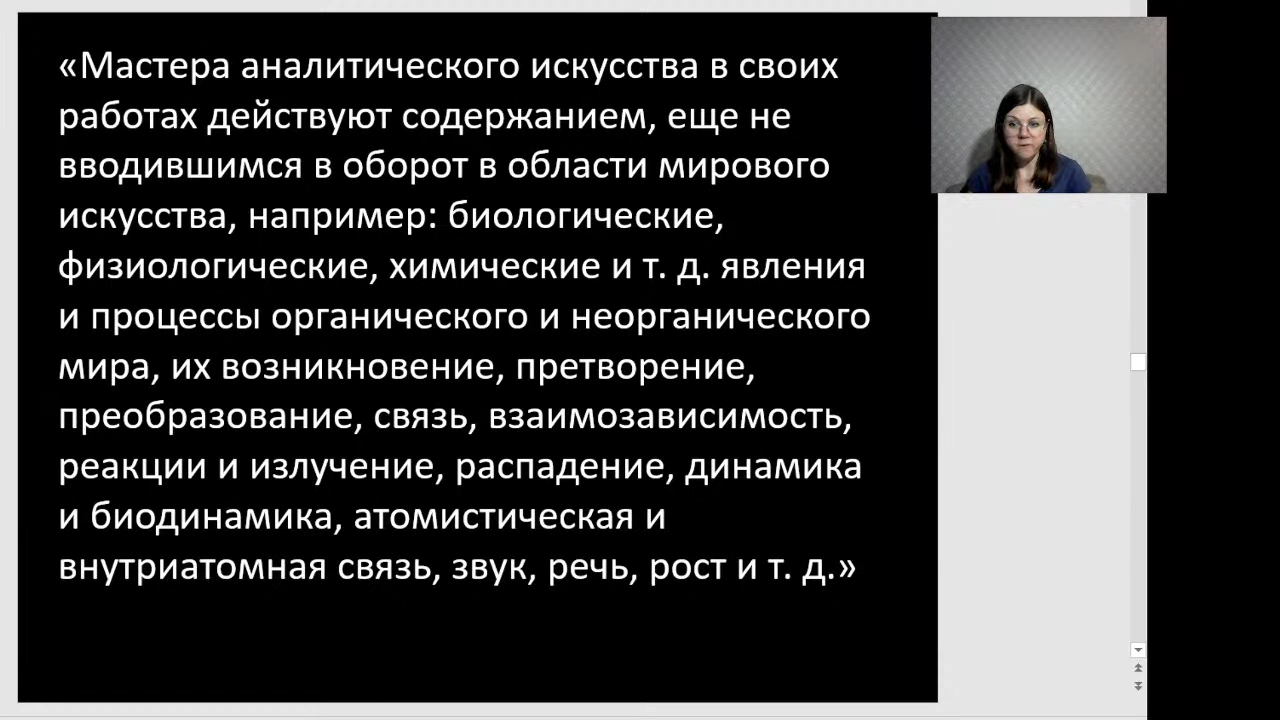 «Мастера аналитического искусства в своих
работах действуют содержанием, еще не
вводившимся в оборот в области мирового
искусства, например: биологические,
физиологические, химические и т. д. явления
и процессы органического и неорганического
мира, их возникновение, претворение,
преобразование, связь, взаимозависимость,
реакции и излучение, распадение, динамика
и биодинамика, атомистическая и
внутриатомная связь, звук, речь, рост и т. д.»